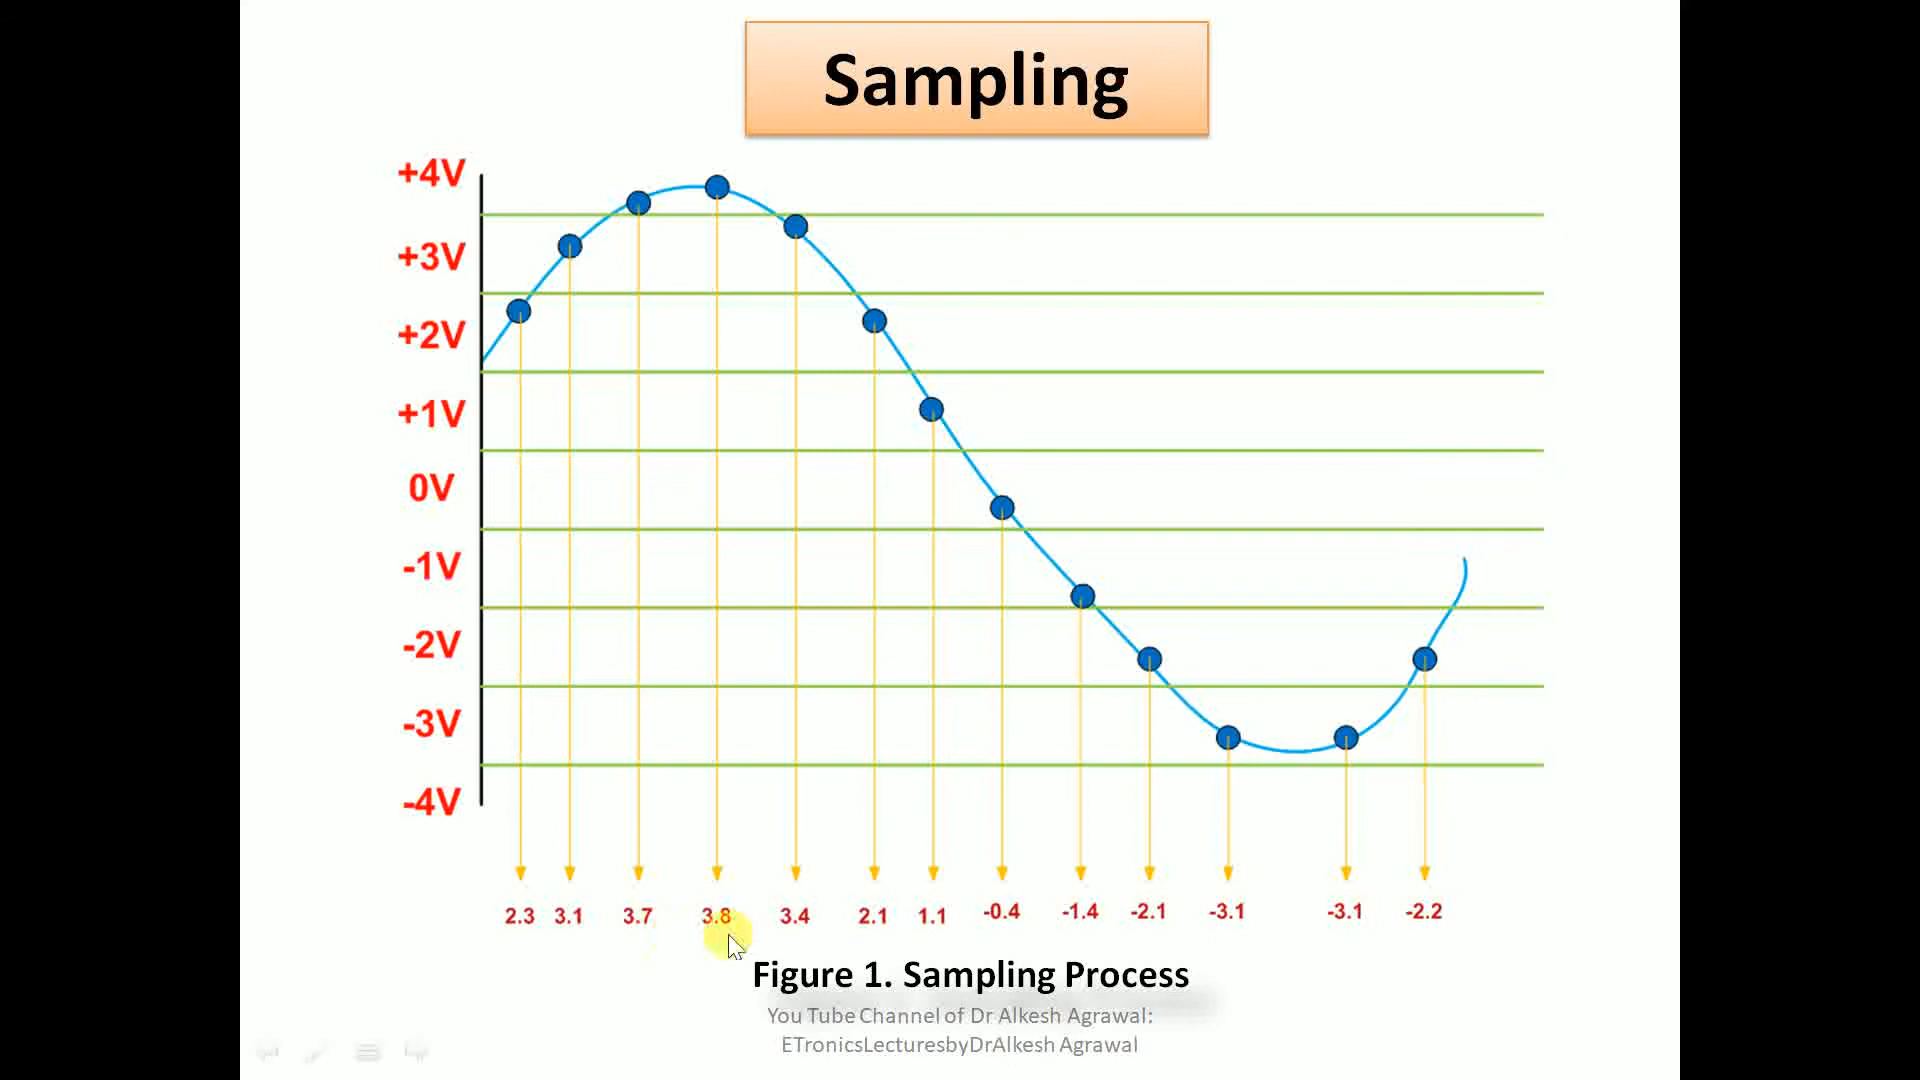 Sampling
+4V
+3V
+2V
+1V
0V
-1V
-2V
-3V
-4V
2.3 3.1 3.7 3.8 3.4 2.1 1.1 -0.4 -1.4 -2.1 -3.1 -3.1 -2.2
Figure 1. Sampling Process
You Tube Channel of Dr Alkesh Agrawal:
ETronicsLecturesbyDrAlkesh Agrawal